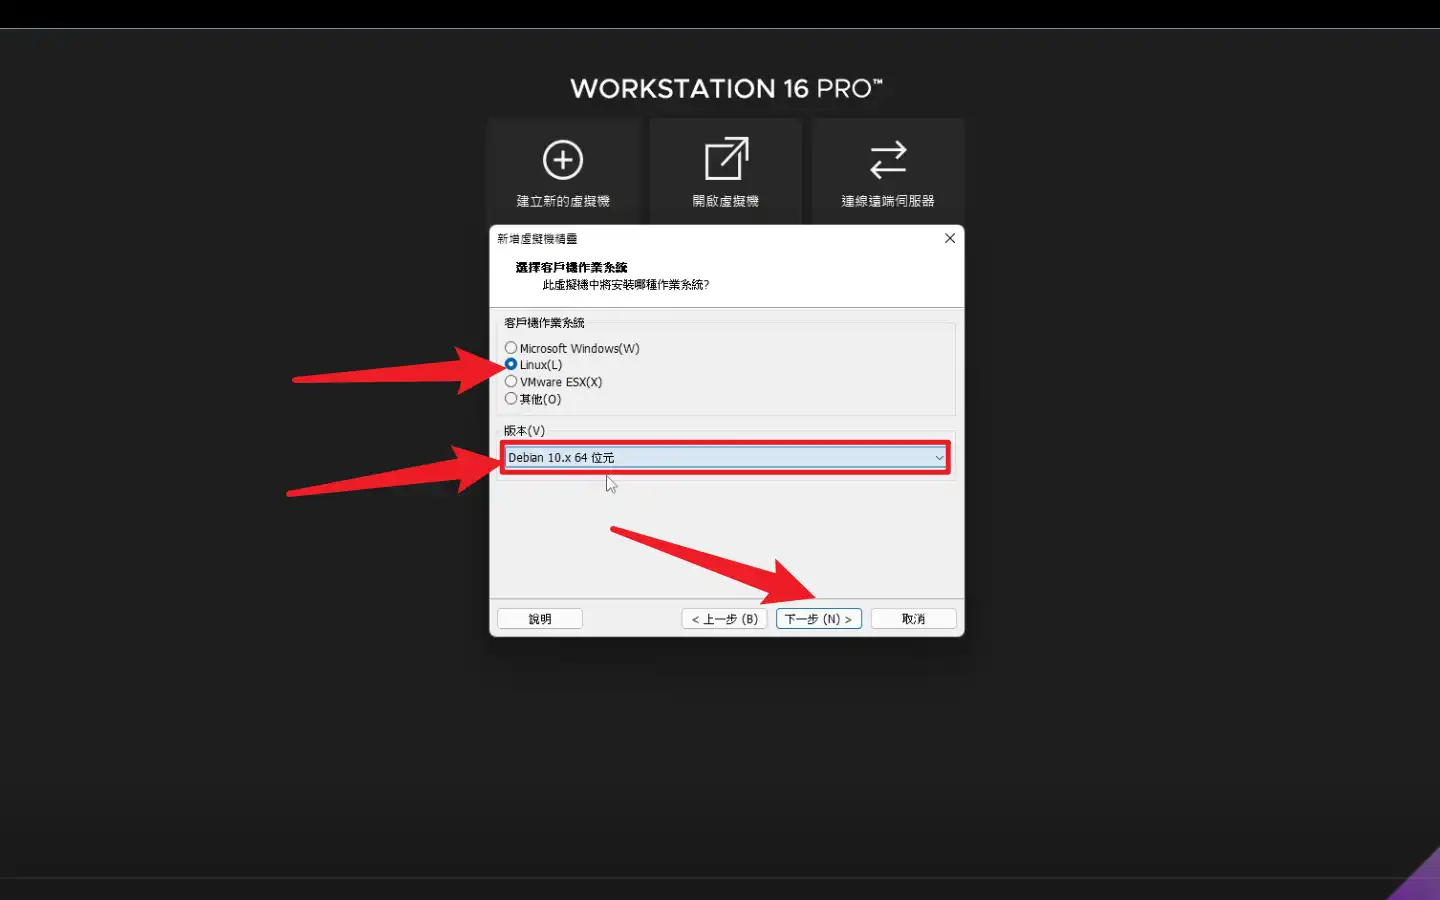 WORKSTATION 16 PRO™
建立新的虛擬機
開啟虛擬機
連線遠端伺服器
新增虛擬機精靈
選擇客戶機作業系統
此虛擬機中將安裝哪種作業系統?
客戶機作業系統
Microsoft Windows(W)
Linux(L)
VMware ESX(X)
其他(O)
版本(V)
Debian 10.x 64 位元
說明
< 上一步 (B)
下一步 (N) >
取消